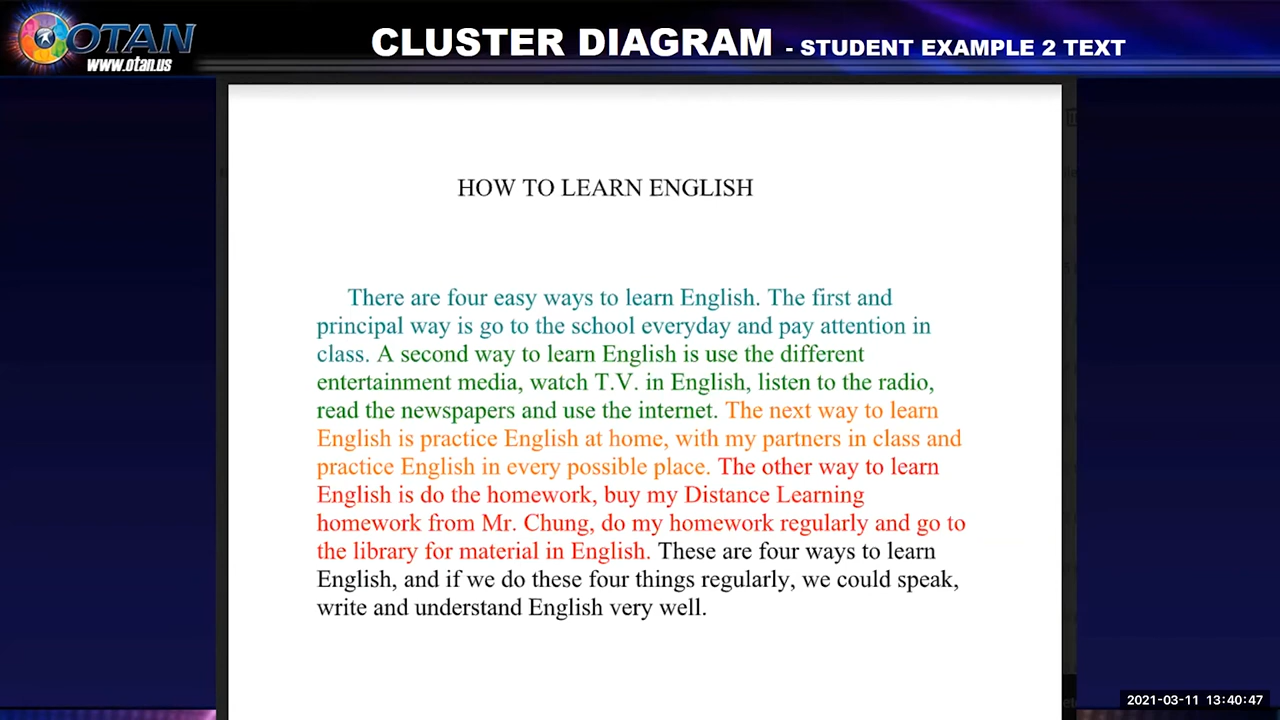 OTAN
www.otan.us
CLUSTER DIAGRAM - STUDENT EXAMPLE 2 TEXT
HOW TO LEARN ENGLISH
There are four easy ways to learn English. The first and
principal way is go to the school everyday and pay attention in
class. A second way to learn English is use the different
entertainment media, watch T.V. in English, listen to the radio,
read the newspapers and use the internet. The next way to learn
English is practice English at home, with my partners in class and
practice English in every possible place. The other way to learn
English is do the homework, buy my Distance Learning
homework from Mr. Chung, do my homework regularly and go to
the library for material in English. These are four ways to learn
English, and if we do these four things regularly, we could speak,
write and understand English very well.
2021-03-11 13:40:47